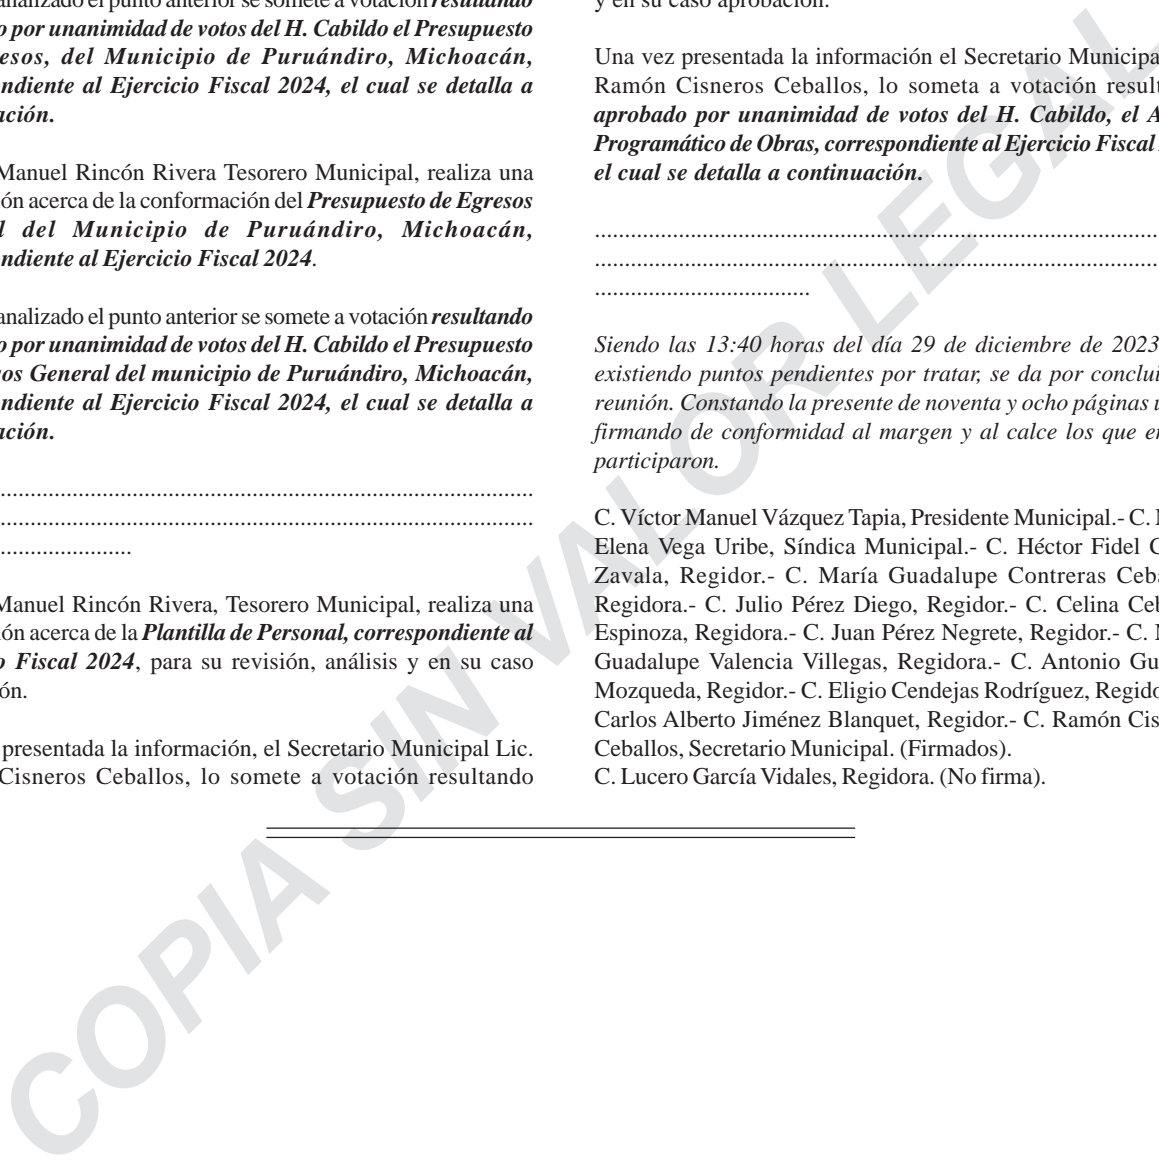 analizado el punto anterior se somete a votación resultando
o por unanimidad de votos del H. Cabildo el Presupuesto
esos, del Municipio de Puruándiro, Michoacán,
ndiente al Ejercicio Fiscal 2024, el cual se detalla a
ación.
Manuel Rincón Rivera Tesorero Municipal, realiza una
ón acerca de la conformación del Presupuesto de Egresos
l del Municipio de Puruándiro, Michoacán,
ndiente al Ejercicio Fiscal 2024.
analizado el punto anterior se somete a votación resultando
o por unanimidad de votos del H. Cabildo el Presupuesto
os General del municipio de Puruándiro, Michoacán,
ndiente al Ejercicio Fiscal 2024, el cual se detalla a
ación.
Manuel Rincón Rivera, Tesorero Municipal, realiza una
ón acerca de la Plantilla de Personal, correspondiente al
o Fiscal 2024, para su revisión, análisis y en su caso
ón.
presentada la información, el Secretario Municipal Lic.
Cisneros Ceballos, lo somete a votación resultando
y en su caso aprobación.
Una vez presentada la información el Secretario Municipa
Ramón Cisneros Ceballos, lo someta a votación result
aprobado por unanimidad de votos del H. Cabildo, el A
Programático de Obras, correspondiente al Ejercicio Fiscal
el cual se detalla a continuación.
Siendo las 13:40 horas del día 29 de diciembre de 2023
existiendo puntos pendientes por tratar, se da por conclui
reunión. Constando la presente de noventa y ocho páginas u
firmando de conformidad al margen y al calce los que en
participaron.
C. Víctor Manuel Vázquez Tapia, Presidente Municipal.- C. M
Elena Vega Uribe, Síndica Municipal.- C. Héctor Fidel C
Zavala, Regidor.- C. María Guadalupe Contreras Ceba
Regidora.- C. Julio Pérez Diego, Regidor.- C. Celina Ceb
Espinoza, Regidora.- C. Juan Pérez Negrete, Regidor.- C. M
Guadalupe Valencia Villegas, Regidora.- C. Antonio Gu
Mozqueda, Regidor.- C. Eligio Cendejas Rodríguez, Regido
Carlos Alberto Jiménez Blanquet, Regidor.- C. Ramón Cis
Ceballos, Secretario Municipal. (Firmados).
C. Lucero García Vidales, Regidora. (No firma).
COPIA SIN VALOR LEGAL